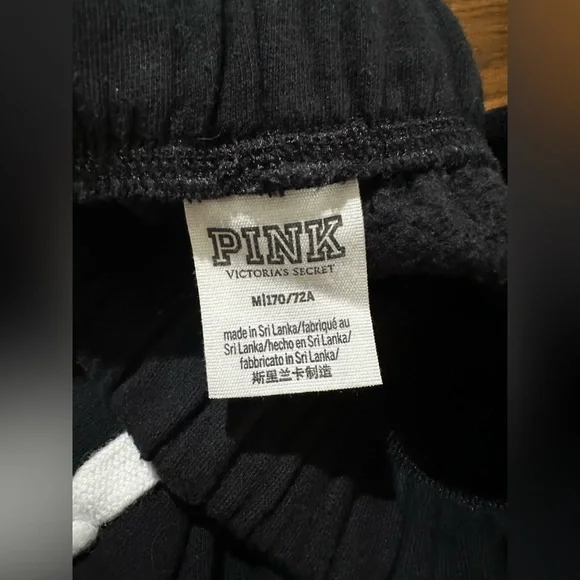 PINK
VICTORIA'S SECRET
M|170/72A
made in Sri Lanka/fabriqué au
Sri Lanka/hecho en Sri Lanka/
fabbricato in Sri Lanka/
斯里兰卡制造